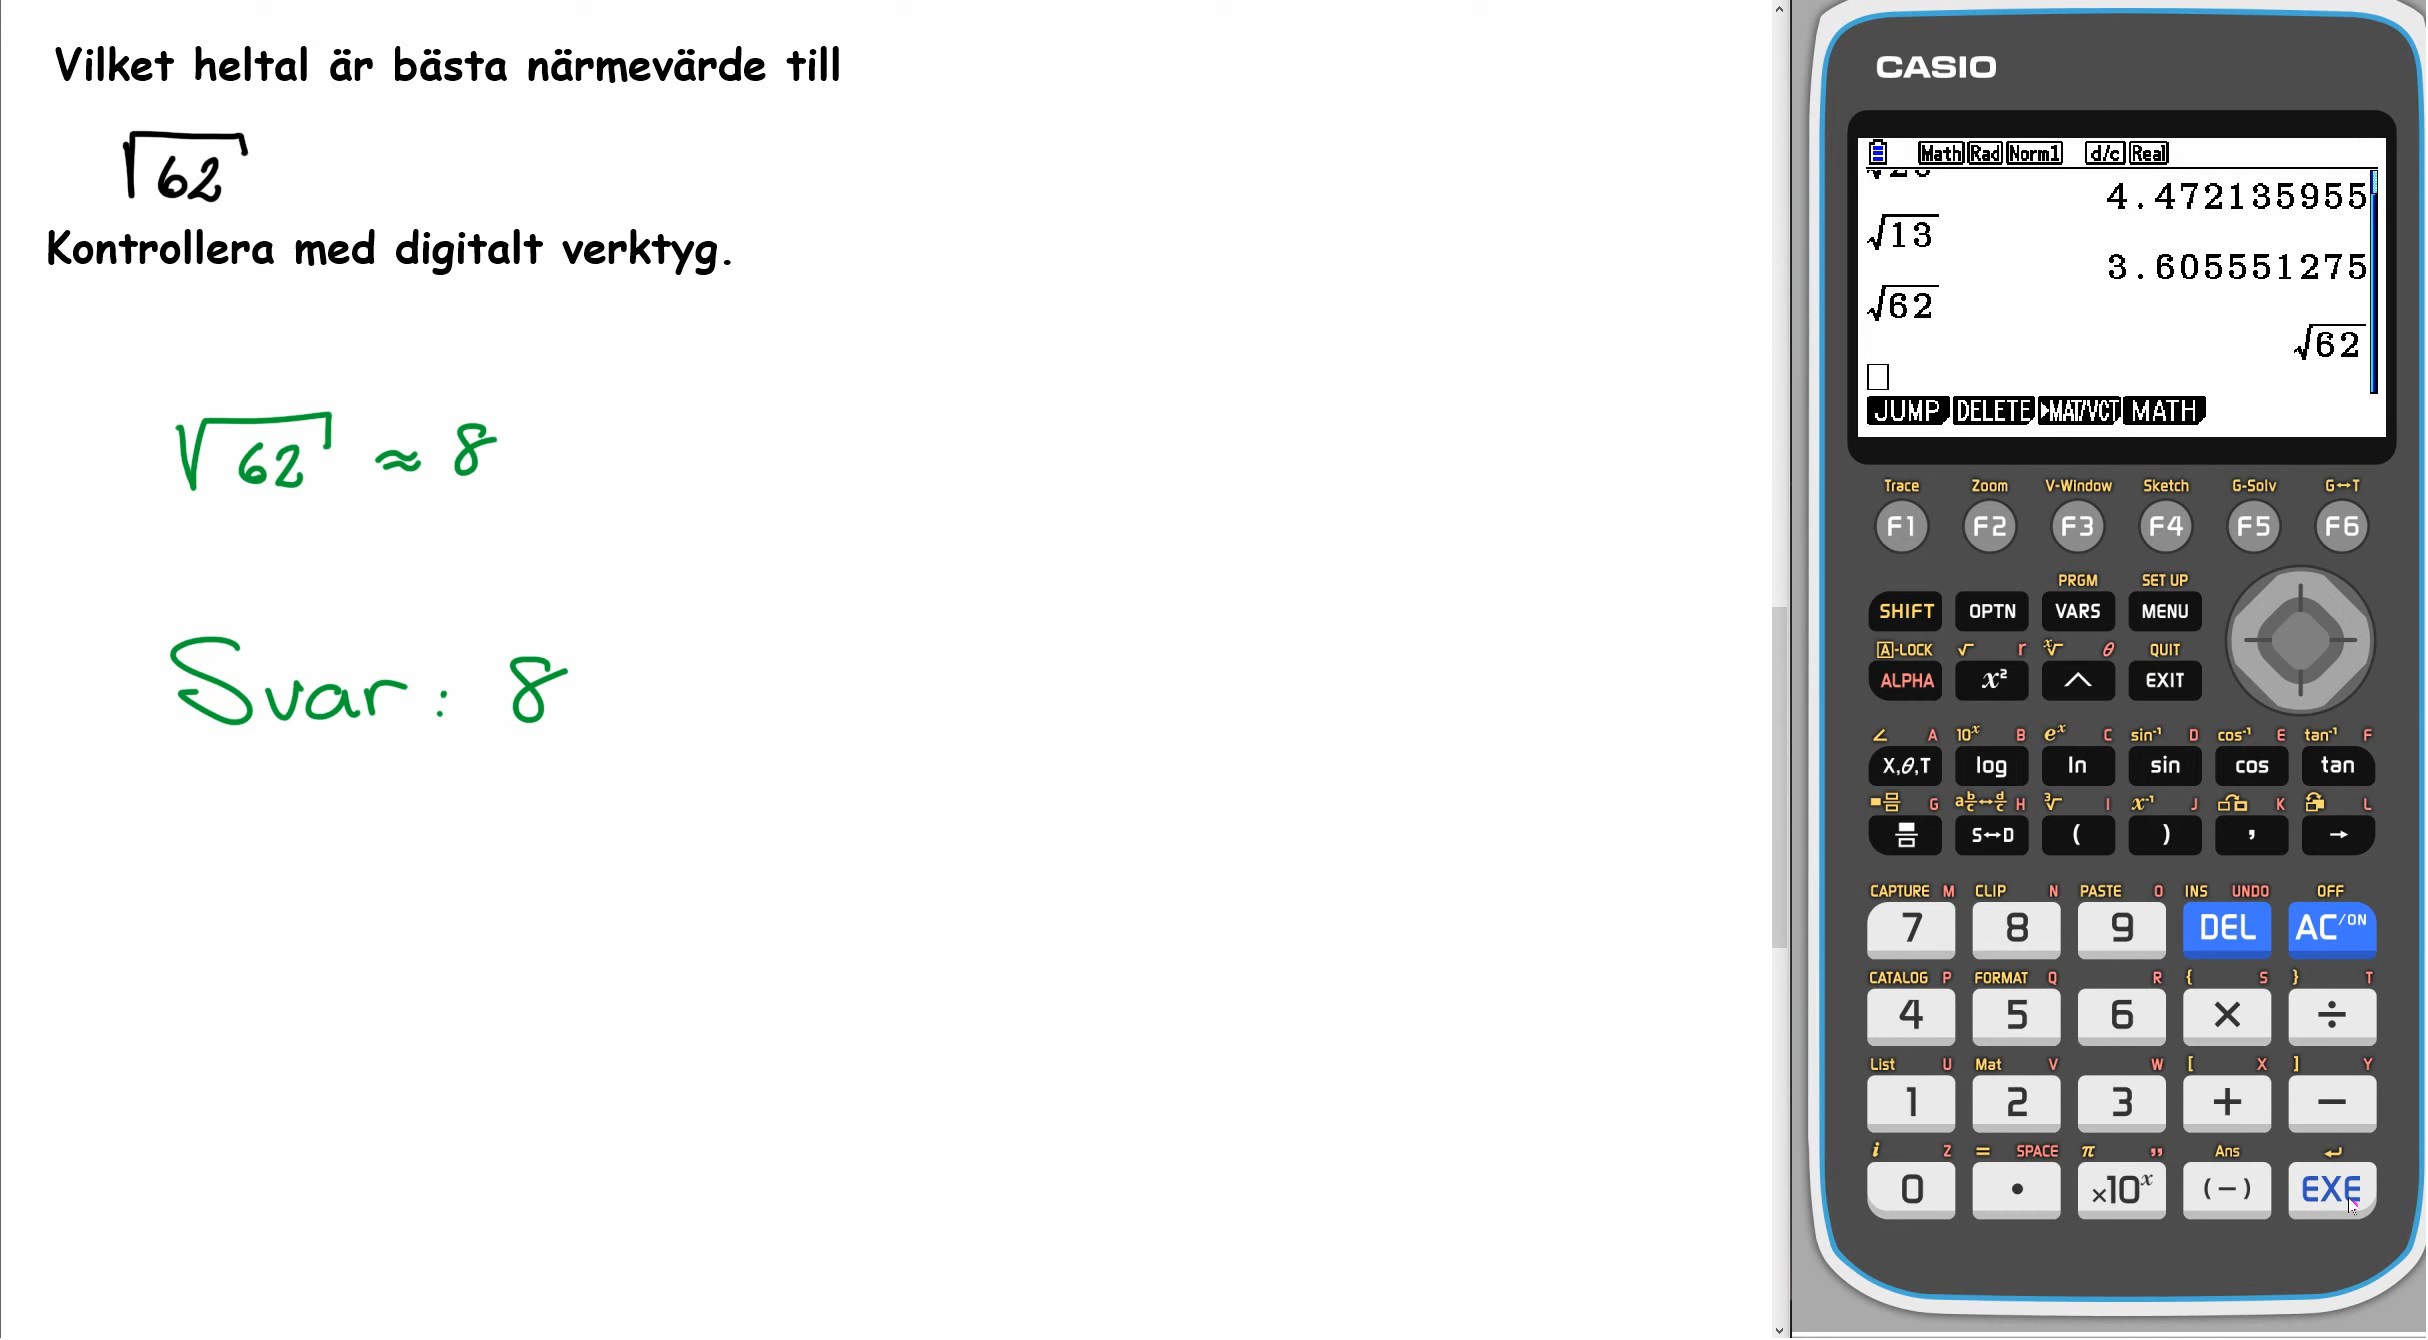 Vilket heltal är bästa närmevärde till
√62
Kontrollera med digitalt verktyg.
√62 ≈ 8
Svar: 8
CASIO
Math Rad Norm1 d/c Real
4.472135955
√13
3.605551275
√62
√62
JUMP DELETE ▶MAT/VCT MATH
Trace Zoom V-Window Sketch G-Solv G↔T
F1 F2 F3 F4 F5 F6
PRGM SET UP
SHIFT OPTN VARS MENU
A-LOCK √ r ˣ√ θ QUIT
ALPHA x² ^ EXIT
∠ A 10ˣ B eˣ C sin⁻¹ D cos⁻¹ E tan⁻¹ F
X,θ,T log ln sin cos tan
G a b/c↔d/c H ³√ I x⁻¹ J K L
S↔D ( ) , →
CAPTURE M CLIP N PASTE O INS UNDO OFF
7 8 9 DEL AC/ON
CATALOG P FORMAT Q R { S } T
4 5 6 × ÷
List U Mat V W [ X ] Y
1 2 3 + −
i Z = SPACE π " Ans ↵
0 • ×10ˣ (−) EXE